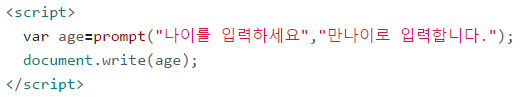 <script>
  var age=prompt("나이를 입력하세요","만나이로 입력합니다.");
  document.write(age);
</script>